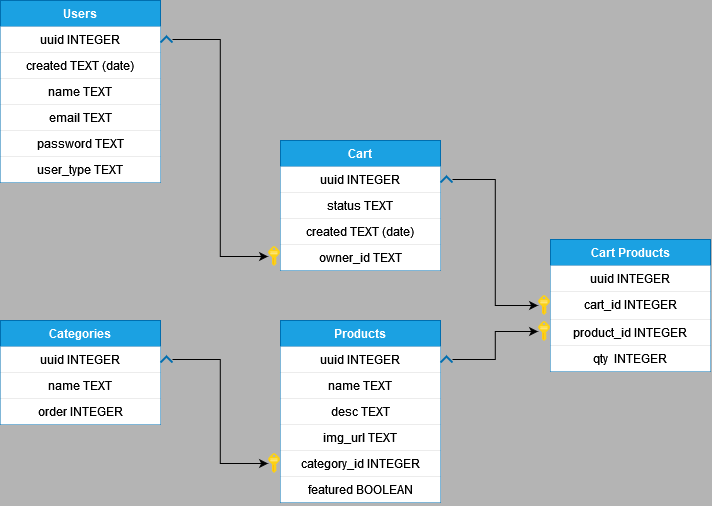 Users
uuid INTEGER
created TEXT (date)
name TEXT
email TEXT
password TEXT
user_type TEXT
Cart
uuid INTEGER
status TEXT
created TEXT (date)
owner_id TEXT
Cart Products
uuid INTEGER
cart_id INTEGER
product_id INTEGER
qty INTEGER
Categories
uuid INTEGER
name TEXT
order INTEGER
Products
uuid INTEGER
name TEXT
desc TEXT
img_url TEXT
category_id INTEGER
featured BOOLEAN